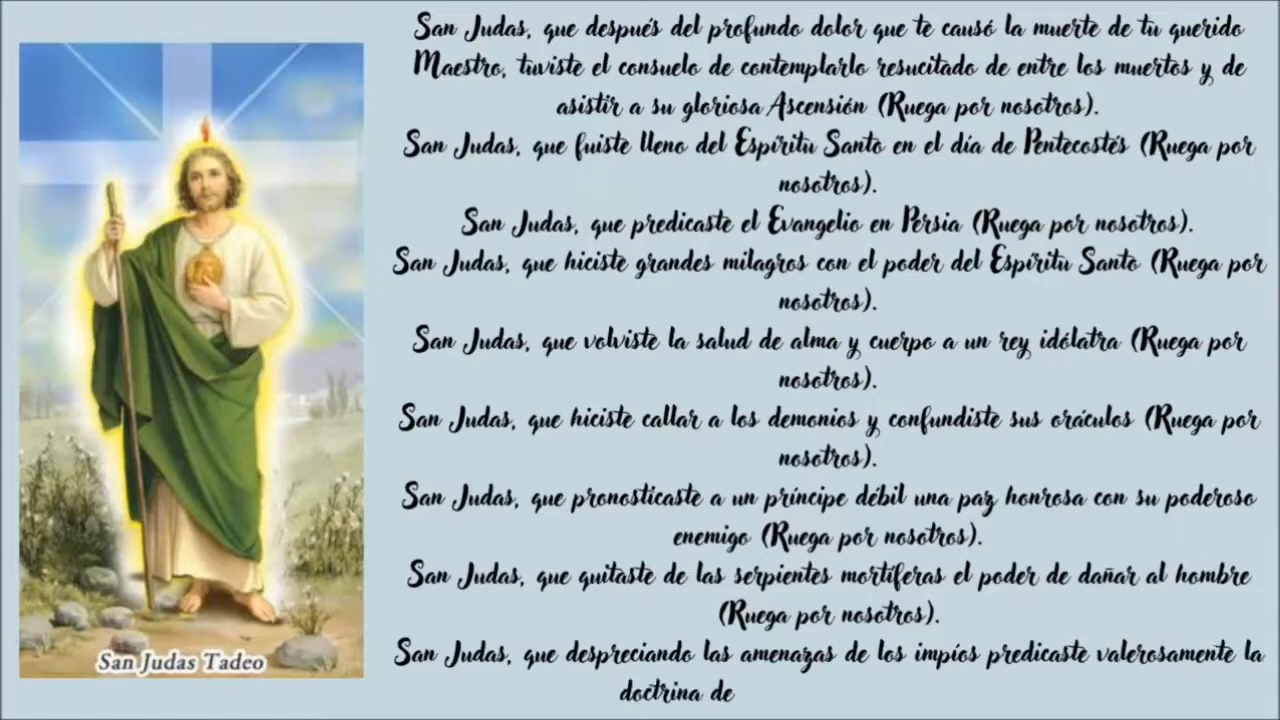 San Judas, que después del profundo dolor que te causó la muerte de tu querido
Maestro, tuviste el consuelo de contemplarlo resucitado de entre los muertos y de
asistir a su gloriosa Ascensión (Ruega por nosotros).
San Judas, que fuiste lleno del Espíritu Santo en el día de Pentecostés (Ruega por
nosotros).
San Judas, que predicaste el Evangelio en Persia (Ruega por nosotros).
San Judas, que hiciste grandes milagros con el poder del Espíritu Santo (Ruega por
nosotros).
San Judas, que volviste la salud de alma y cuerpo a un rey idólatra (Ruega por
nosotros).
San Judas, que hiciste callar a los demonios y confundiste sus oráculos (Ruega por
nosotros).
San Judas, que pronosticaste a un príncipe débil una paz honrosa con su poderoso
enemigo (Ruega por nosotros).
San Judas, que quitaste de las serpientes mortíferas el poder de dañar al hombre
(Ruega por nosotros).
San Judas, que despreciando las amenazas de los impíos predicaste valerosamente la
doctrina de
San Judas Tadeo